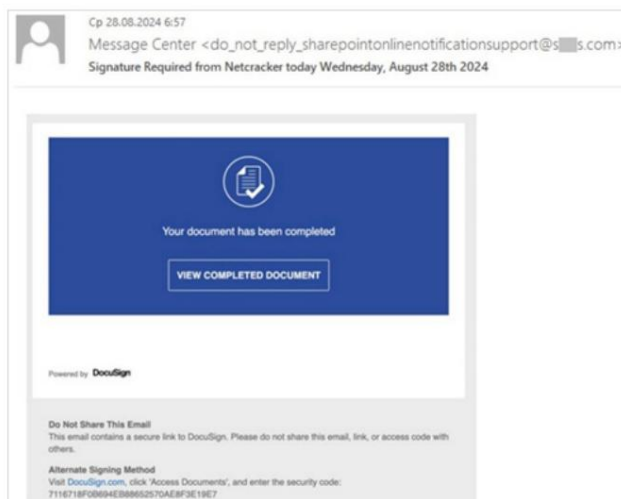 Ср 28.08.2024 6:57
Message Center <do_not_reply_sharepointonlinenotificationsupport@s s.com>
Signature Required from Netcracker today Wednesday, August 28th 2024
Your document has been completed
VIEW COMPLETED DOCUMENT
Powered by DocuSign
Do Not Share This Email
This email contains a secure link to DocuSign. Please do not share this email, link, or access code with
others.
Alternate Signing Method
Visit DocuSign.com, click 'Access Documents', and enter the security code:
7116718F0B694EB88652570AE8F3E19E7